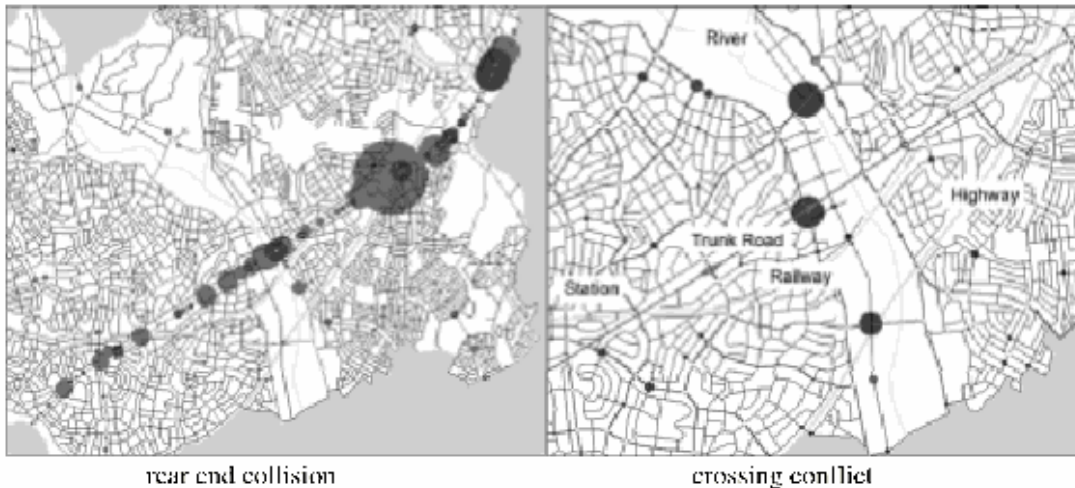 River
Highway
Trunk Road
Railway
Station
rear end collision
crossing conflict